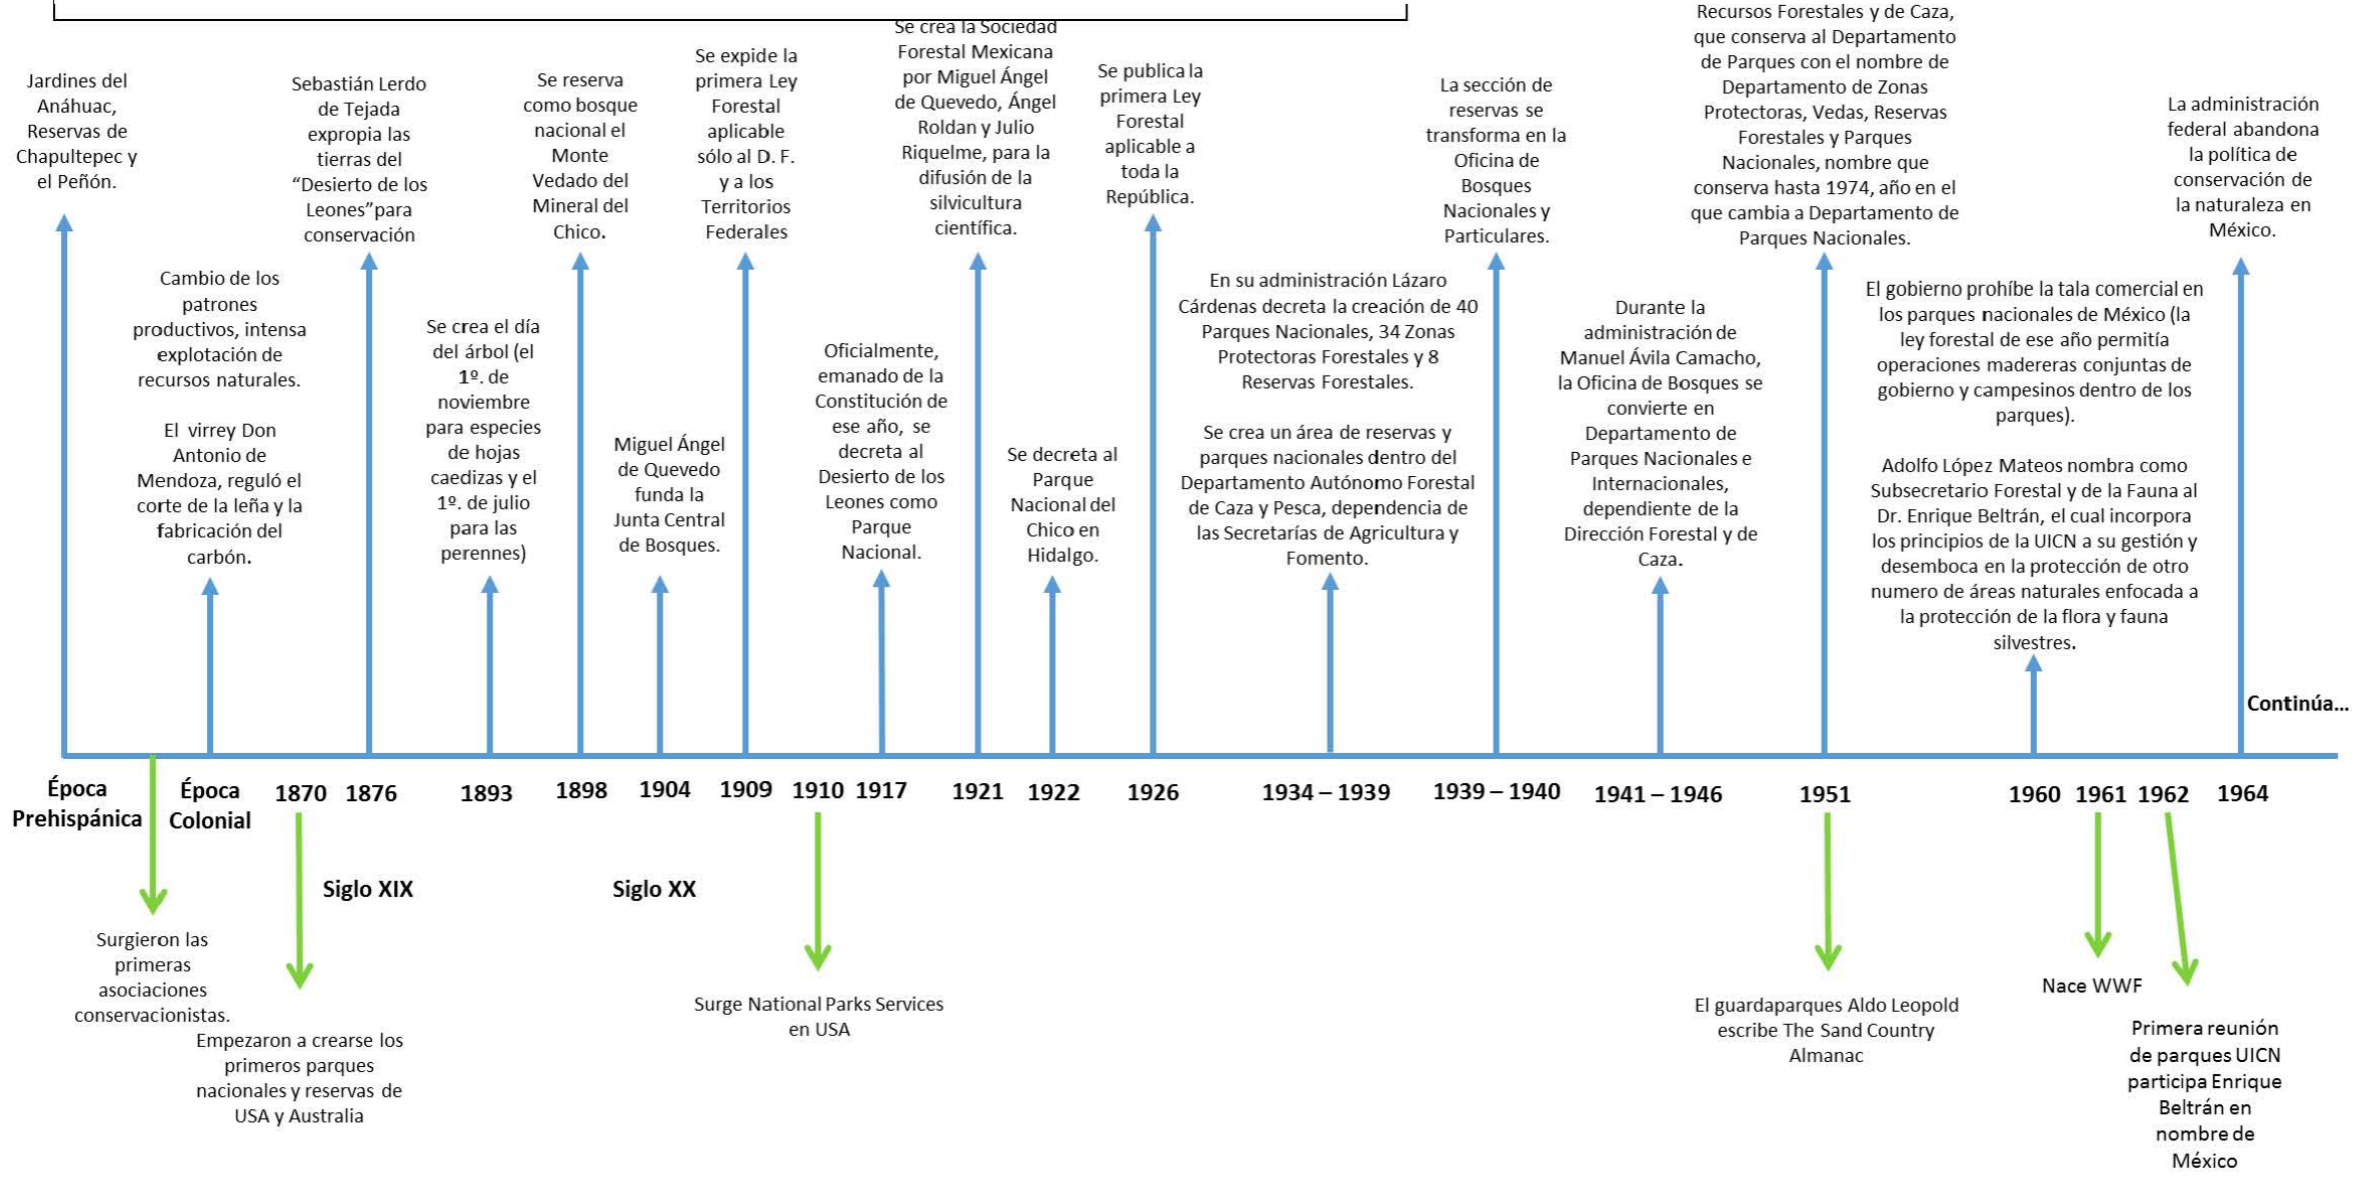 Jardines del
Anáhuac,
Reservas de
Chapultepec y
el Peñón.
Cambio de los
patrones
productivos, intensa
explotación de
recursos naturales.
El virrey Don
Antonio de
Mendoza, reguló el
corte de la leña y la
fabricación del
carbón.
Sebastián Lerdo
de Tejada
expropia las
tierras del
“Desierto de los
Leones”para
conservación
Se crea el día
del árbol (el
1º. de
noviembre
para especies
de hojas
caedizas y el
1º. de julio
para las
perennes)
Se reserva
como bosque
nacional el
Monte
Vedado del
Mineral del
Chico.
Miguel Ángel
de Quevedo
funda la
Junta Central
de Bosques.
Se expide la
primera Ley
Forestal
aplicable
sólo al D. F.
y a los
Territorios
Federales
Oficialmente,
emanado de la
Constitución de
ese año, se
decreta al
Desierto de los
Leones como
Parque
Nacional.
Se crea la Sociedad
Forestal Mexicana
por Miguel Ángel
de Quevedo, Ángel
Roldan y Julio
Riquelme, para la
difusión de la
silvicultura
científica.
Se decreta al
Parque
Nacional del
Chico en
Hidalgo.
Se publica la
primera Ley
Forestal
aplicable a
toda la
República.
En su administración Lázaro
Cárdenas decreta la creación de 40
Parques Nacionales, 34 Zonas
Protectoras Forestales y 8
Reservas Forestales.
Se crea un área de reservas y
parques nacionales dentro del
Departamento Autónomo Forestal
de Caza y Pesca, dependencia de
las Secretarías de Agricultura y
Fomento.
La sección de
reservas se
transforma en la
Oficina de
Bosques
Nacionales y
Particulares.
Durante la
administración de
Manuel Ávila Camacho,
la Oficina de Bosques se
convierte en
Departamento de
Parques Nacionales e
Internacionales,
dependiente de la
Dirección Forestal y de
Caza.
Recursos Forestales y de Caza,
que conserva al Departamento
de Parques con el nombre de
Departamento de Zonas
Protectoras, Vedas, Reservas
Forestales y Parques
Nacionales, nombre que
conserva hasta 1974, año en el
que cambia a Departamento de
Parques Nacionales.
El gobierno prohíbe la tala comercial en
los parques nacionales de México (la
ley forestal de ese año permitía
operaciones madereras conjuntas de
gobierno y campesinos dentro de los
parques).
Adolfo López Mateos nombra como
Subsecretario Forestal y de la Fauna al
Dr. Enrique Beltrán, el cual incorpora
los principios de la UICN a su gestión y
desemboca en la protección de otro
numero de áreas naturales enfocada a
la protección de la flora y fauna
silvestres.
La administración
federal abandona
la política de
conservación de
la naturaleza en
México.
Continúa...
Época
Prehispánica
Época
Colonial
1870
1876
1893
1898
1904
1909
1910
1917
1921
1922
1926
1934 – 1939
1939 – 1940
1941 – 1946
1951
1960
1961
1962
1964
Siglo XIX
Siglo XX
Surgieron las
primeras
asociaciones
conservacionistas.
Empezaron a crearse los
primeros parques
nacionales y reservas de
USA y Australia
Surge National Parks Services
en USA
El guardaparques Aldo Leopold
escribe The Sand Country
Almanac
Nace WWF
Primera reunión
de parques UICN
participa Enrique
Beltrán en
nombre de
México